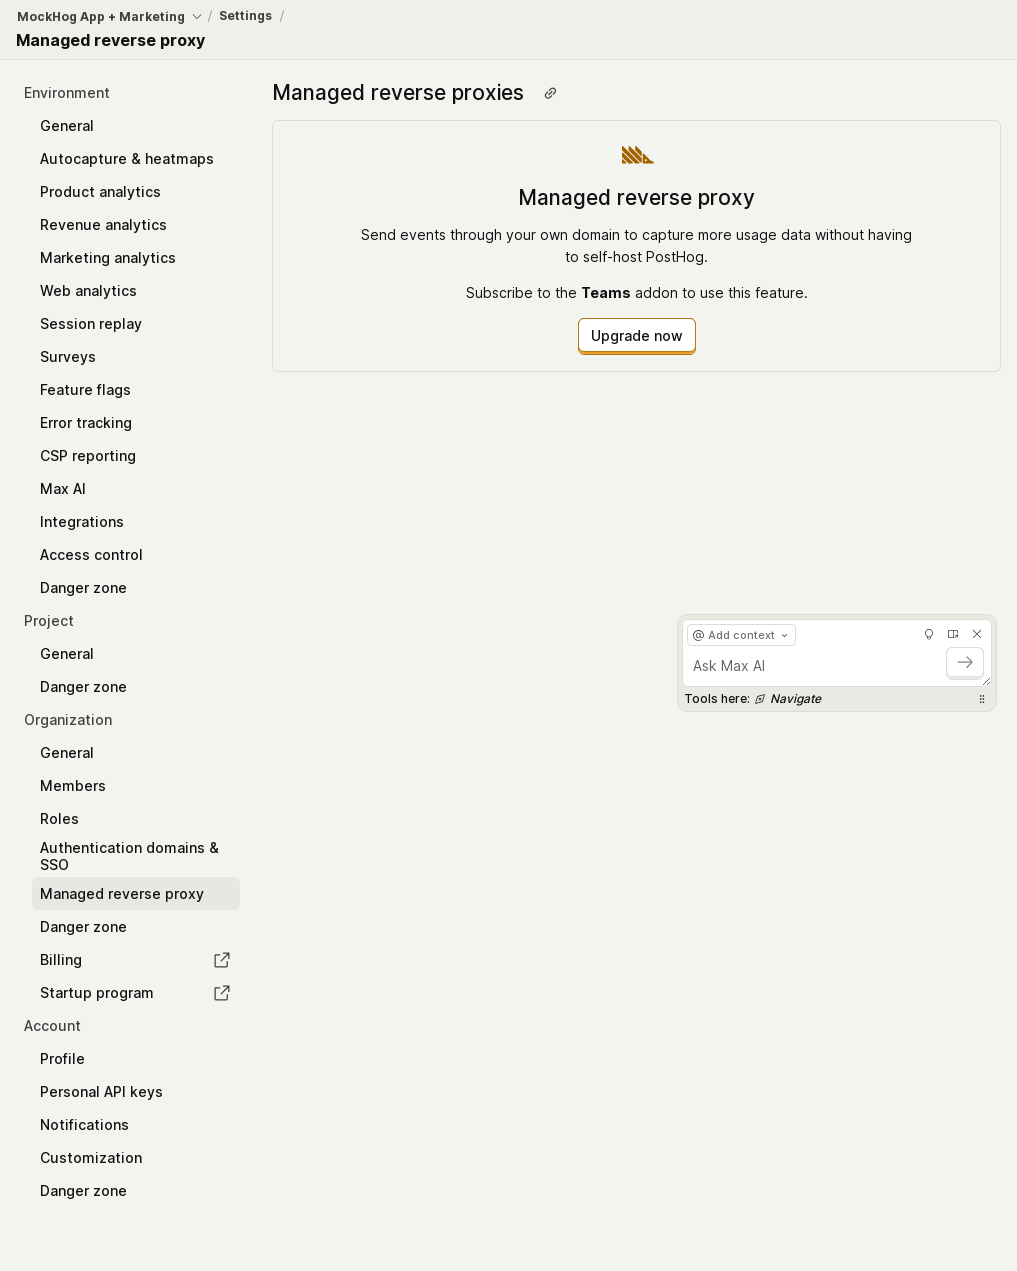 MockHog App + Marketing / Settings /
Managed reverse proxy
Environment
General
Autocapture & heatmaps
Product analytics
Revenue analytics
Marketing analytics
Web analytics
Session replay
Surveys
Feature flags
Error tracking
CSP reporting
Max AI
Integrations
Access control
Danger zone
Project
General
Danger zone
Organization
General
Members
Roles
Authentication domains &
SSO
Managed reverse proxy
Danger zone
Billing
Startup program
Account
Profile
Personal API keys
Notifications
Customization
Danger zone
Managed reverse proxies
Managed reverse proxy
Send events through your own domain to capture more usage data without having
to self-host PostHog.
Subscribe to the Teams addon to use this feature.
Upgrade now
@ Add context
Ask Max AI
Tools here: Navigate